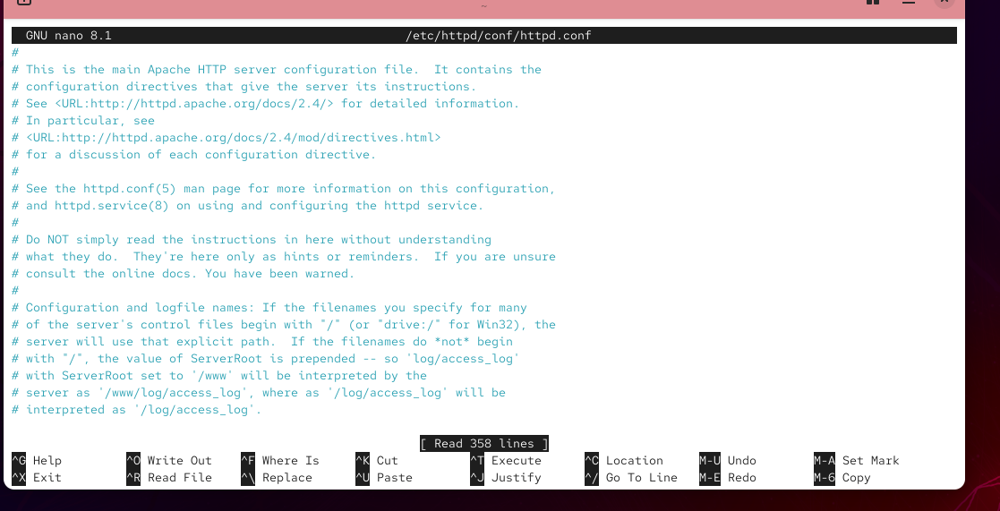 ~
GNU nano 8.1 /etc/httpd/conf/httpd.conf
#
# This is the main Apache HTTP server configuration file.  It contains the
# configuration directives that give the server its instructions.
# See <URL:http://httpd.apache.org/docs/2.4/> for detailed information.
# In particular, see
# <URL:http://httpd.apache.org/docs/2.4/mod/directives.html>
# for a discussion of each configuration directive.
#
# See the httpd.conf(5) man page for more information on this configuration,
# and httpd.service(8) on using and configuring the httpd service.
#
# Do NOT simply read the instructions in here without understanding
# what they do.  They're here only as hints or reminders.  If you are unsure
# consult the online docs. You have been warned.
#
# Configuration and logfile names: If the filenames you specify for many
# of the server's control files begin with "/" (or "drive:/" for Win32), the
# server will use that explicit path.  If the filenames do *not* begin
# with "/", the value of ServerRoot is prepended -- so 'log/access_log'
# with ServerRoot set to '/www' will be interpreted by the
# server as '/www/log/access_log', where as '/log/access_log' will be
# interpreted as '/log/access_log'.
[ Read 358 lines ]
^G Help ^O Write Out ^F Where Is ^K Cut ^T Execute ^C Location M-U Undo M-A Set Mark
^X Exit ^R Read File ^\ Replace ^U Paste ^J Justify ^/ Go To Line M-E Redo M-6 Copy